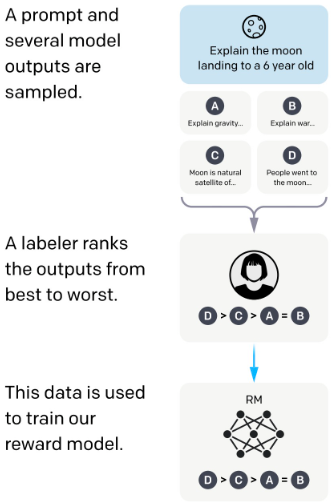 A prompt and
several model
outputs are
sampled.
Explain the moon
landing to a 6 year old
A
Explain gravity...
B
Explain war...
C
Moon is natural
satellite of...
D
People went to
the moon...
A labeler ranks
the outputs from
best to worst.
D > C > A = B
This data is used
to train our
reward model.
RM
D > C > A = B